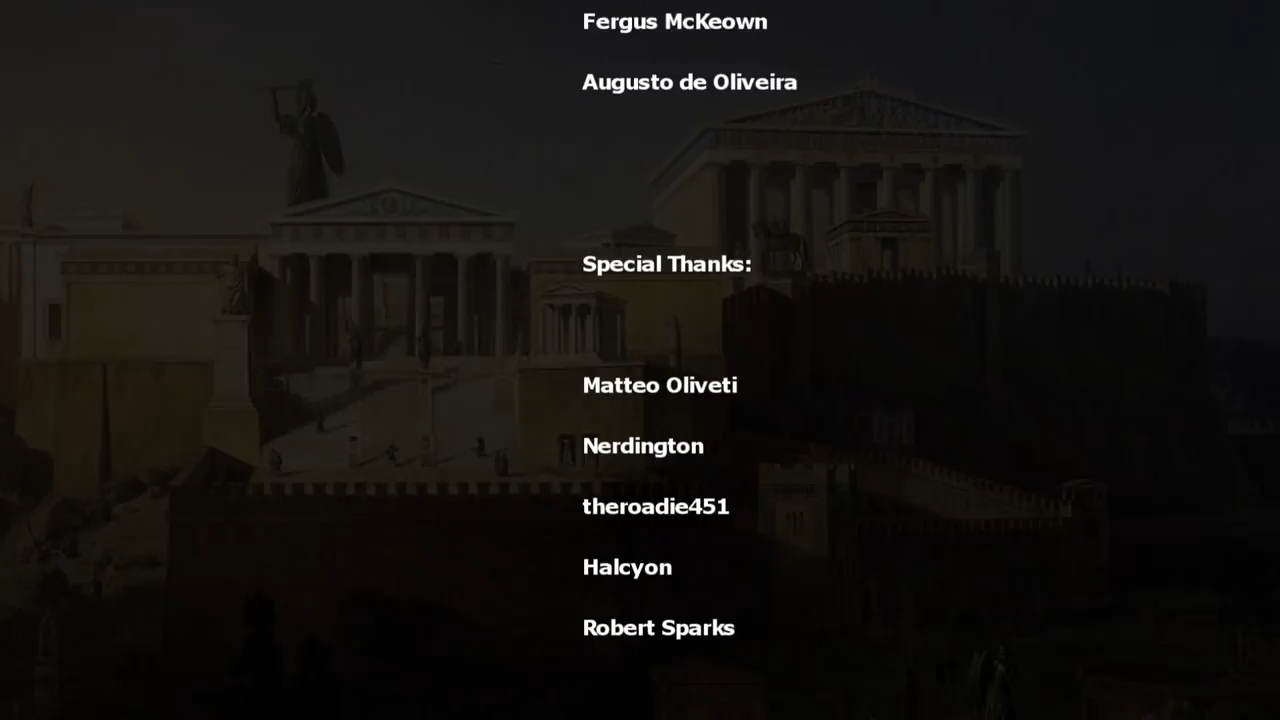 Fergus McKeown
Augusto de Oliveira
Special Thanks:
Matteo Oliveti
Nerdington
theroadie451
Halcyon
Robert Sparks